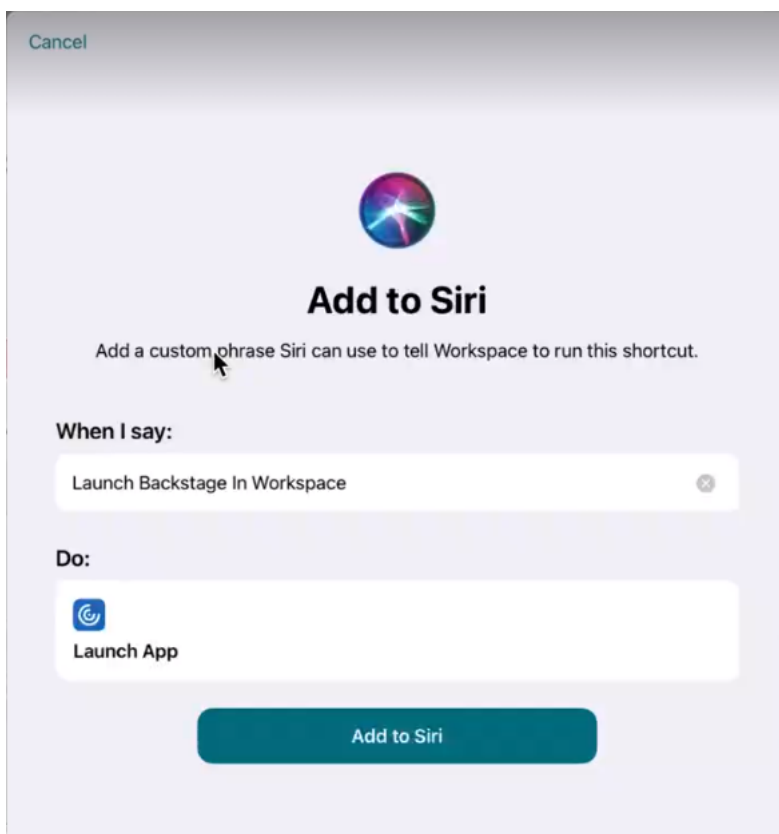 Cancel
Add to Siri
Add a custom phrase Siri can use to tell Workspace to run this shortcut.
When I say:
Launch Backstage In Workspace
Do:
Launch App
Add to Siri